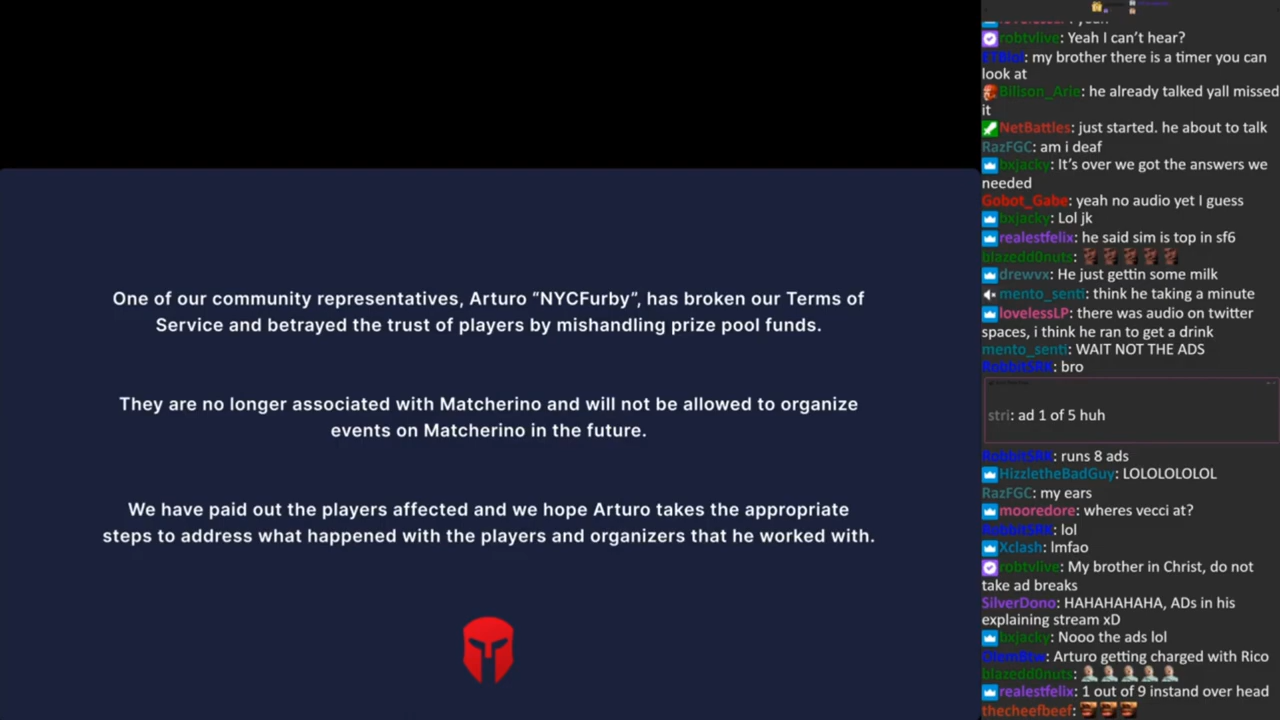 One of our community representatives, Arturo “NYCFurby”, has broken our Terms of
Service and betrayed the trust of players by mishandling prize pool funds.
They are no longer associated with Matcherino and will not be allowed to organize
events on Matcherino in the future.
We have paid out the players affected and we hope Arturo takes the appropriate
steps to address what happened with the players and organizers that he worked with.
robtvlive: Yeah I can’t hear?
my brother there is a timer you can
look at
Bilison_Arie: he already talked yall missed
it
NetBattles: just started. he about to talk
RazFGC: am i deaf
bxjacky: It’s over we got the answers we
needed
Gobot_Gabe: yeah no audio yet I guess
bxjacky: Lol jk
realestfelix: he said sim is top in sf6
blazedd0nuts:
drewvx: He just gettin some milk
mento_senti: think he taking a minute
lovelessLP: there was audio on twitter
spaces, i think he ran to get a drink
mento_senti: WAIT NOT THE ADS
RobbitSRK: bro
stri: ad 1 of 5 huh
RobbitSRK: runs 8 ads
HizzletheBadGuy: LOLOLOLOLOL
RazFGC: my ears
mooredore: wheres vecci at?
RobbitSRK: lol
Xclash: lmfao
robtvlive: My brother in Christ, do not
take ad breaks
SilverDono: HAHAHAHAHA, ADs in his
explaining stream xD
bxjacky: Nooo the ads lol
Arturo getting charged with Rico
blazedd0nuts:
realestfelix: 1 out of 9 instand over head
thecheefbeef: